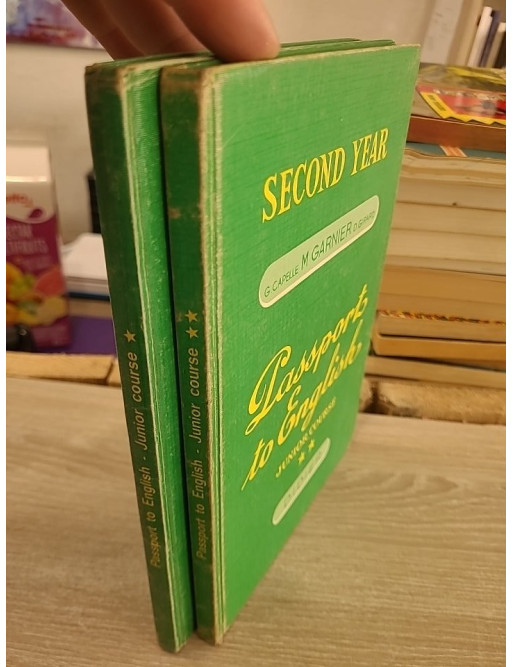 Passport to English - Junior course ★
Passport to English - Junior course ★★
SECOND YEAR
G. CAPELLE M GARNIER D GIRARD
Passport
to English
JUNIOR COURSE
★★